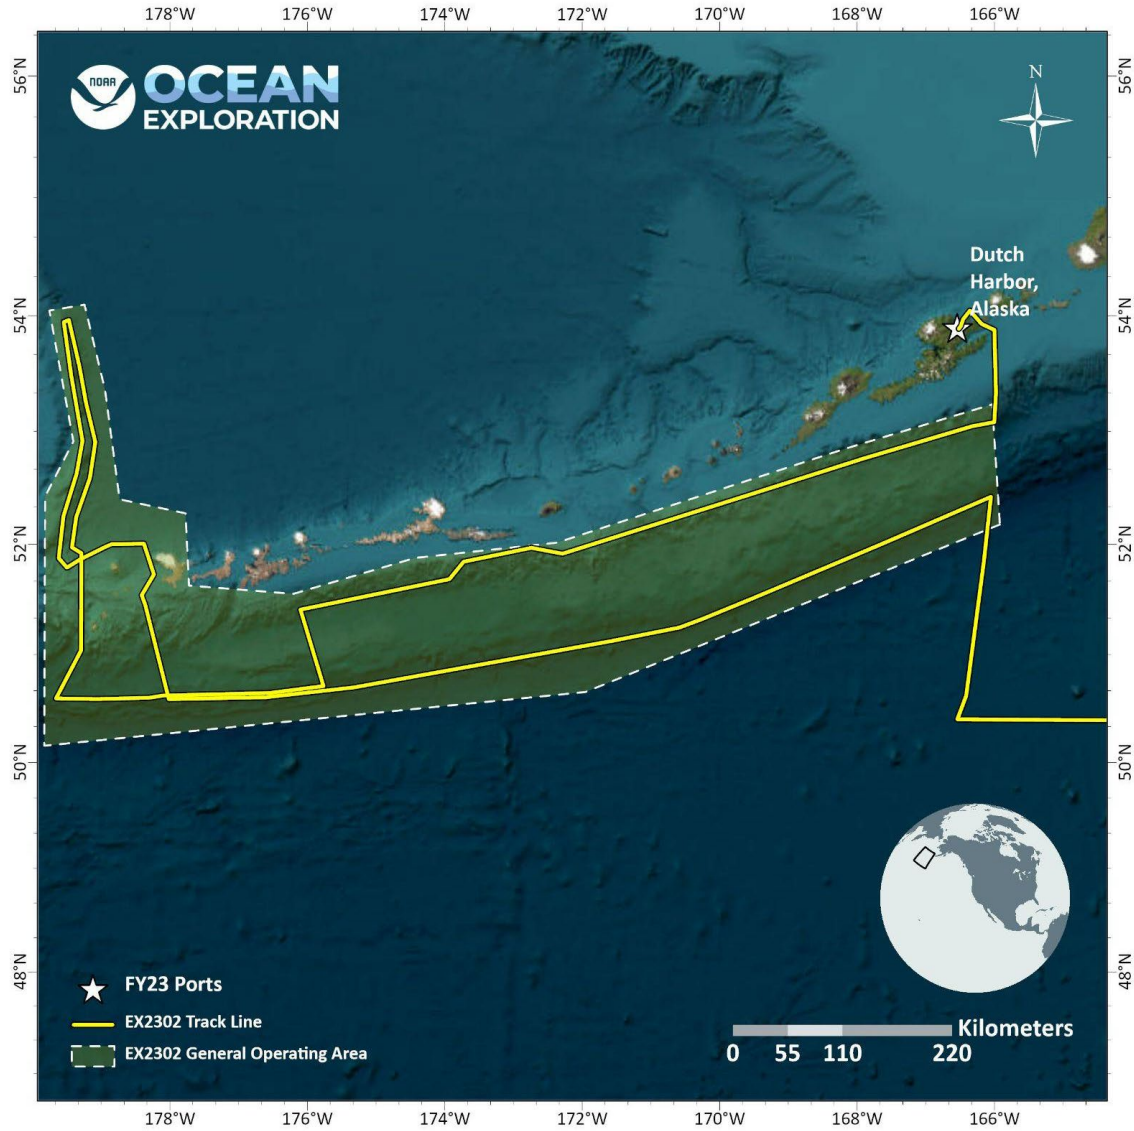 178°W 176°W 174°W 172°W 170°W 168°W 166°W
56°N 56°N
NOAA
OCEAN
EXPLORATION
N
Dutch
Harbor,
Alaska
54°N 54°N
52°N 52°N
50°N 50°N
48°N 48°N
FY23 Ports
EX2302 Track Line
EX2302 General Operating Area
Kilometers
0 55 110 220
178°W 176°W 174°W 172°W 170°W 168°W 166°W